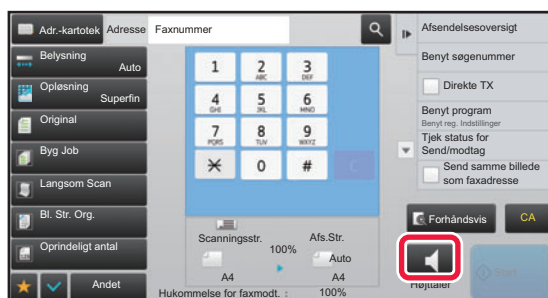 Adr.-kartotek
Adresse
Faxnummer
Belysning
Auto
Opløsning
Superfin
Original
Byg Job
Langsom Scan
Bl. Str. Org.
Oprindeligt antal
Andet
1
2
ABC
3
DEF
4
GHI
5
JKL
6
MNO
7
PQRS
8
TUV
9
WXYZ
0
#
C
Scanningsstr.
100%
Afs.Str.
Auto
A4
A4
Hukommelse for faxmodt. :
100%
Afsendelsesoversigt
Benyt søgenummer
Direkte TX
Benyt program
Benyt reg. Indstillinger
Tjek status for
Send/modtag
Send samme billede
som faxadresse
Forhåndsvis
CA
Højttaler
Start